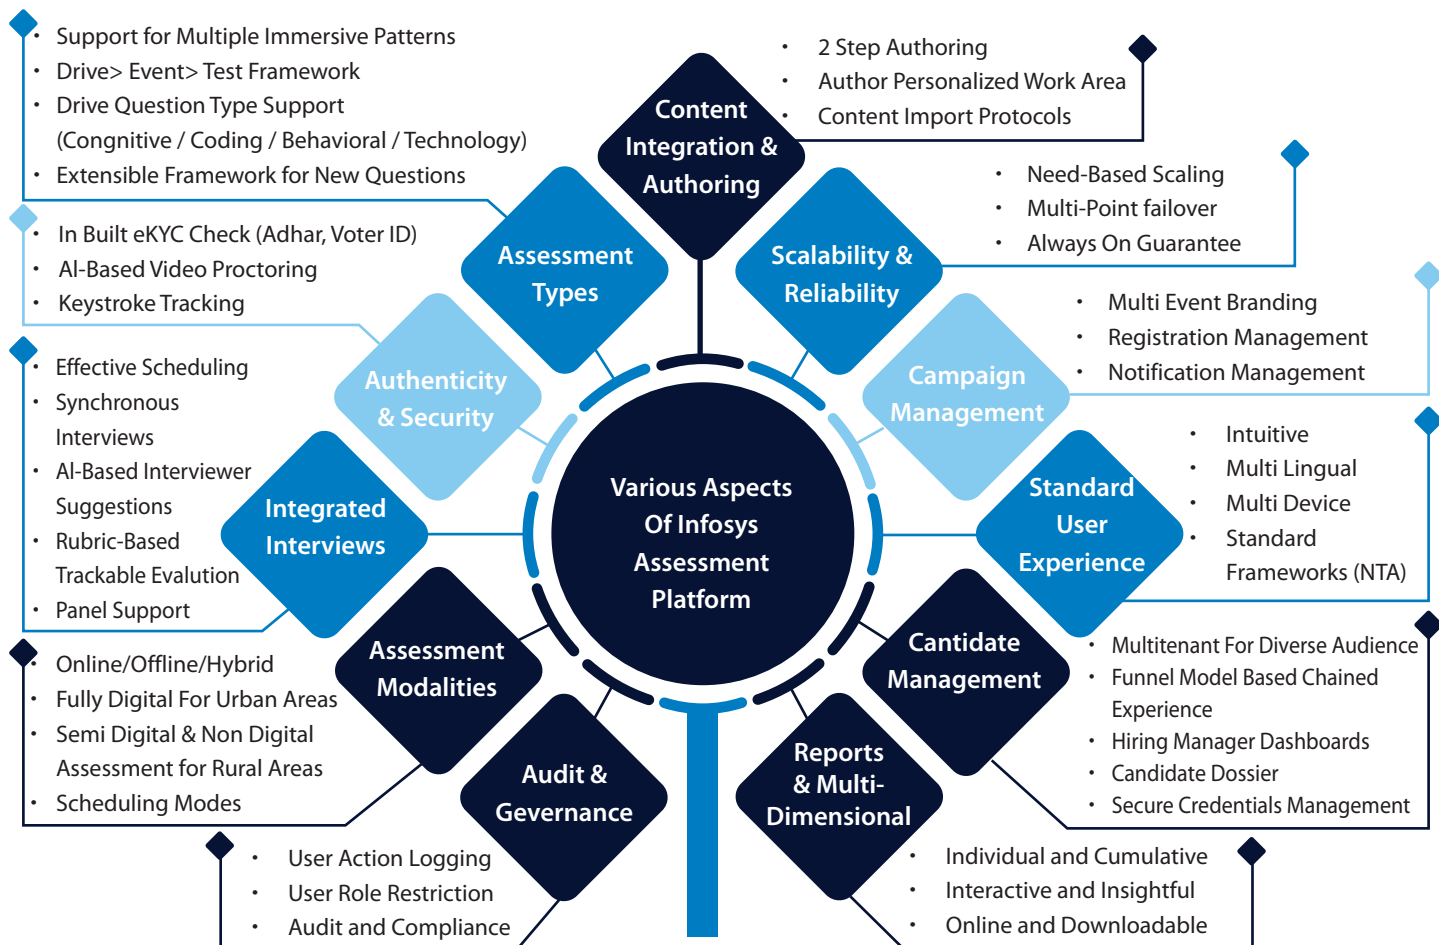 Support for Multiple Immersive Patterns
Drive> Event> Test Framework
Drive Question Type Support
(Congnitive / Coding / Behavioral / Technology)
Extensible Framework for New Questions
Assessment
Types
In Built eKYC Check (Adhar, Voter ID)
AI-Based Video Proctoring
Keystroke Tracking
Authenticity
& Security
Effective Scheduling
Synchronous
Interviews
AI-Based Interviewer
Suggestions
Rubric-Based
Trackable Evalution
Panel Support
Integrated
Interviews
Online/Offline/Hybrid
Fully Digital For Urban Areas
Semi Digital & Non Digital
Assessment for Rural Areas
Scheduling Modes
Assessment
Modalities
User Action Logging
User Role Restriction
Audit and Compliance
Audit &
Governance
Various Aspects
Of Infosys
Assessment
Platform
Content
Integration &
Authoring
2 Step Authoring
Author Personalized Work Area
Content Import Protocols
Scalability &
Reliability
Need-Based Scaling
Multi-Point failover
Always On Guarantee
Campaign
Management
Multi Event Branding
Registration Management
Notification Management
Standard
User
Experience
Intuitive
Multi Lingual
Multi Device
Standard
Frameworks (NTA)
Cantidate
Management
Multitenant For Diverse Audience
Funnel Model Based Chained
Experience
Hiring Manager Dashboards
Candidate Dossier
Secure Credentials Management
Reports
& Multi-
Dimensional
Individual and Cumulative
Interactive and Insightful
Online and Downloadable